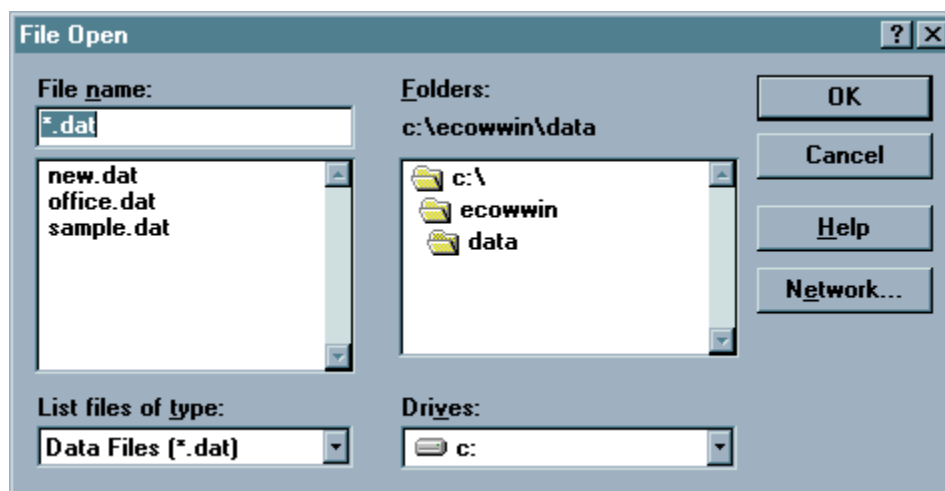 File Open
File name:
*.dat
new.dat
office.dat
sample.dat
List files of type:
Data Files (*.dat)
Folders:
c:\ecowwin\data
c:\
ecowwin
data
Drives:
c:
OK
Cancel
Help
Network...